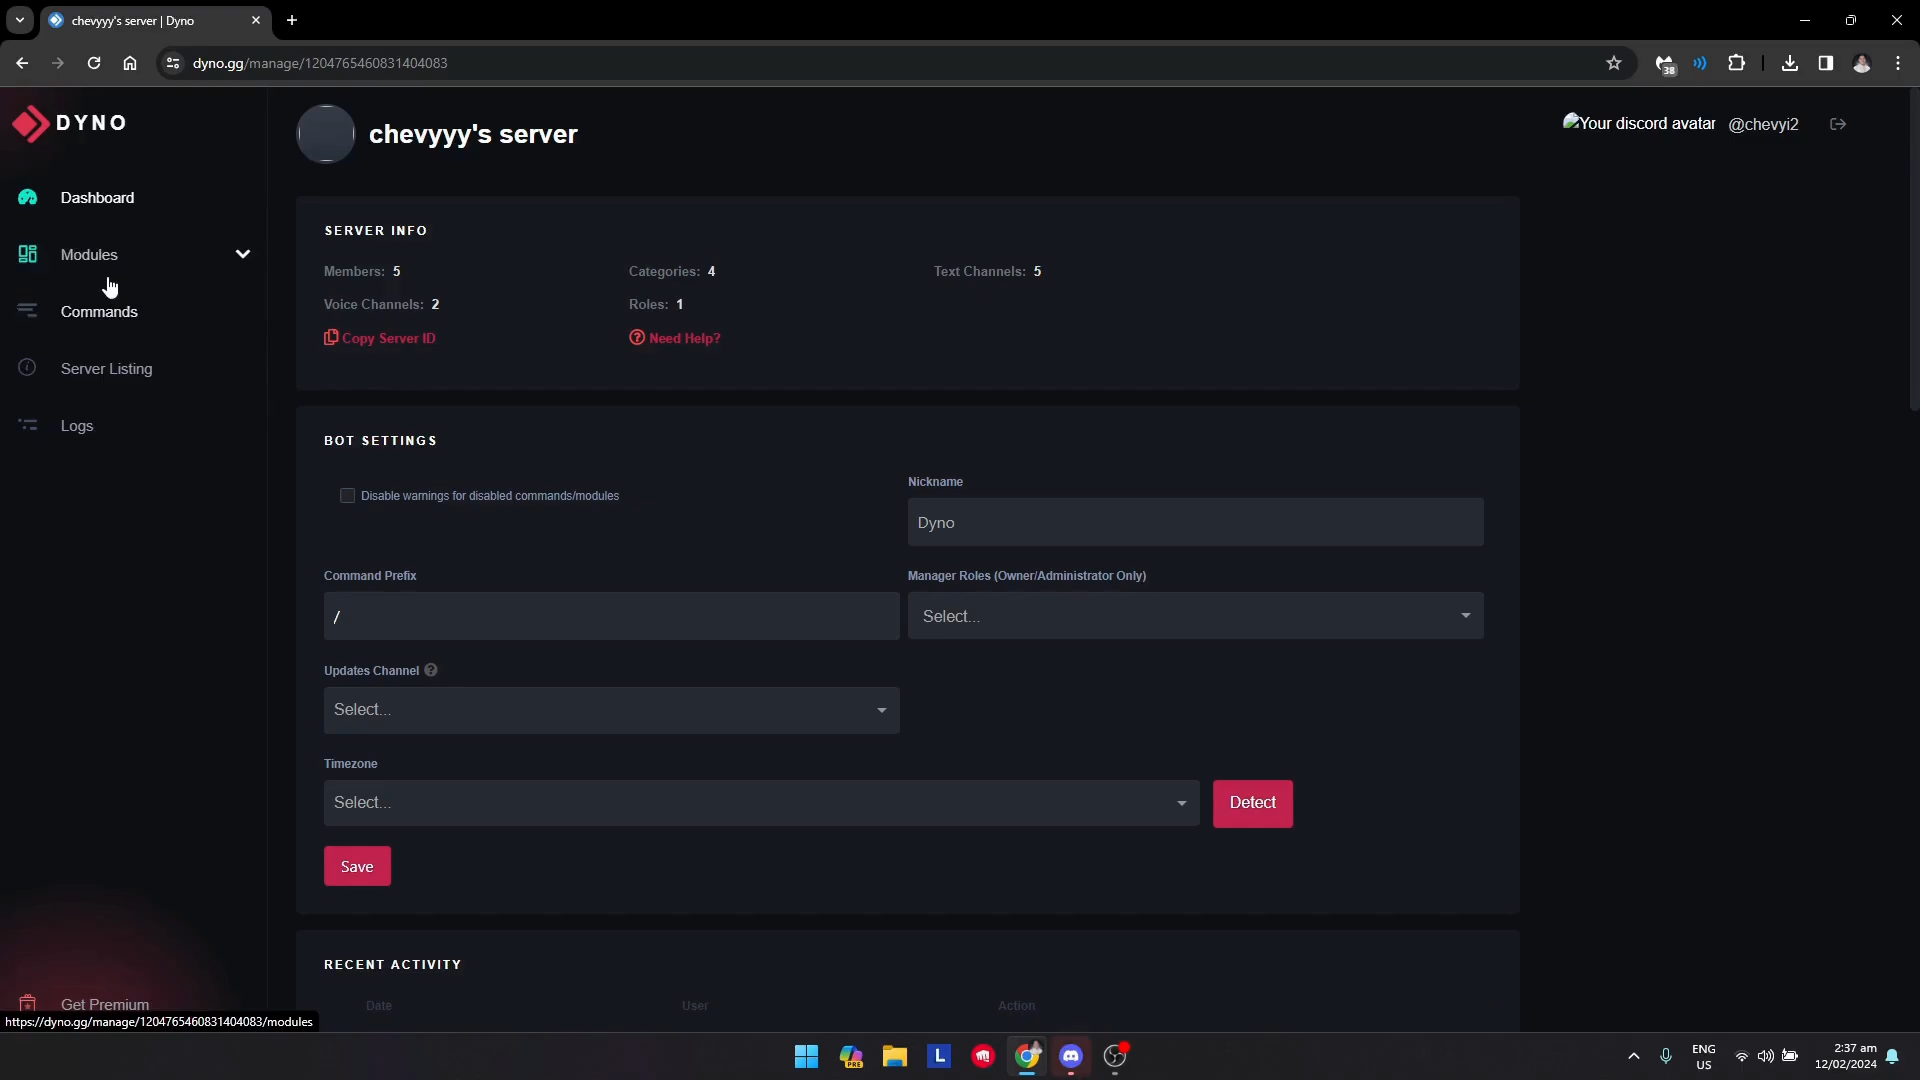 chevyyy's server | Dyno
dyno.gg/manage/1204765460831404083
38
DYNO
chevyyy's server
Your discord avatar @chevyi2
Dashboard
Modules
Commands
Server Listing
Logs
SERVER INFO
Members: 5 Categories: 4 Text Channels: 5
Voice Channels: 2 Roles: 1
Copy Server ID Need Help?
BOT SETTINGS
Disable warnings for disabled commands/modules
Nickname
Dyno
Command Prefix
/
Manager Roles (Owner/Administrator Only)
Select...
Updates Channel ?
Select...
Timezone
Select...
Detect
Save
RECENT ACTIVITY
Date User Action
Get Premium
https://dyno.gg/manage/1204765460831404083/modules
PRE
L
ENG
US
2:37 am
12/02/2024